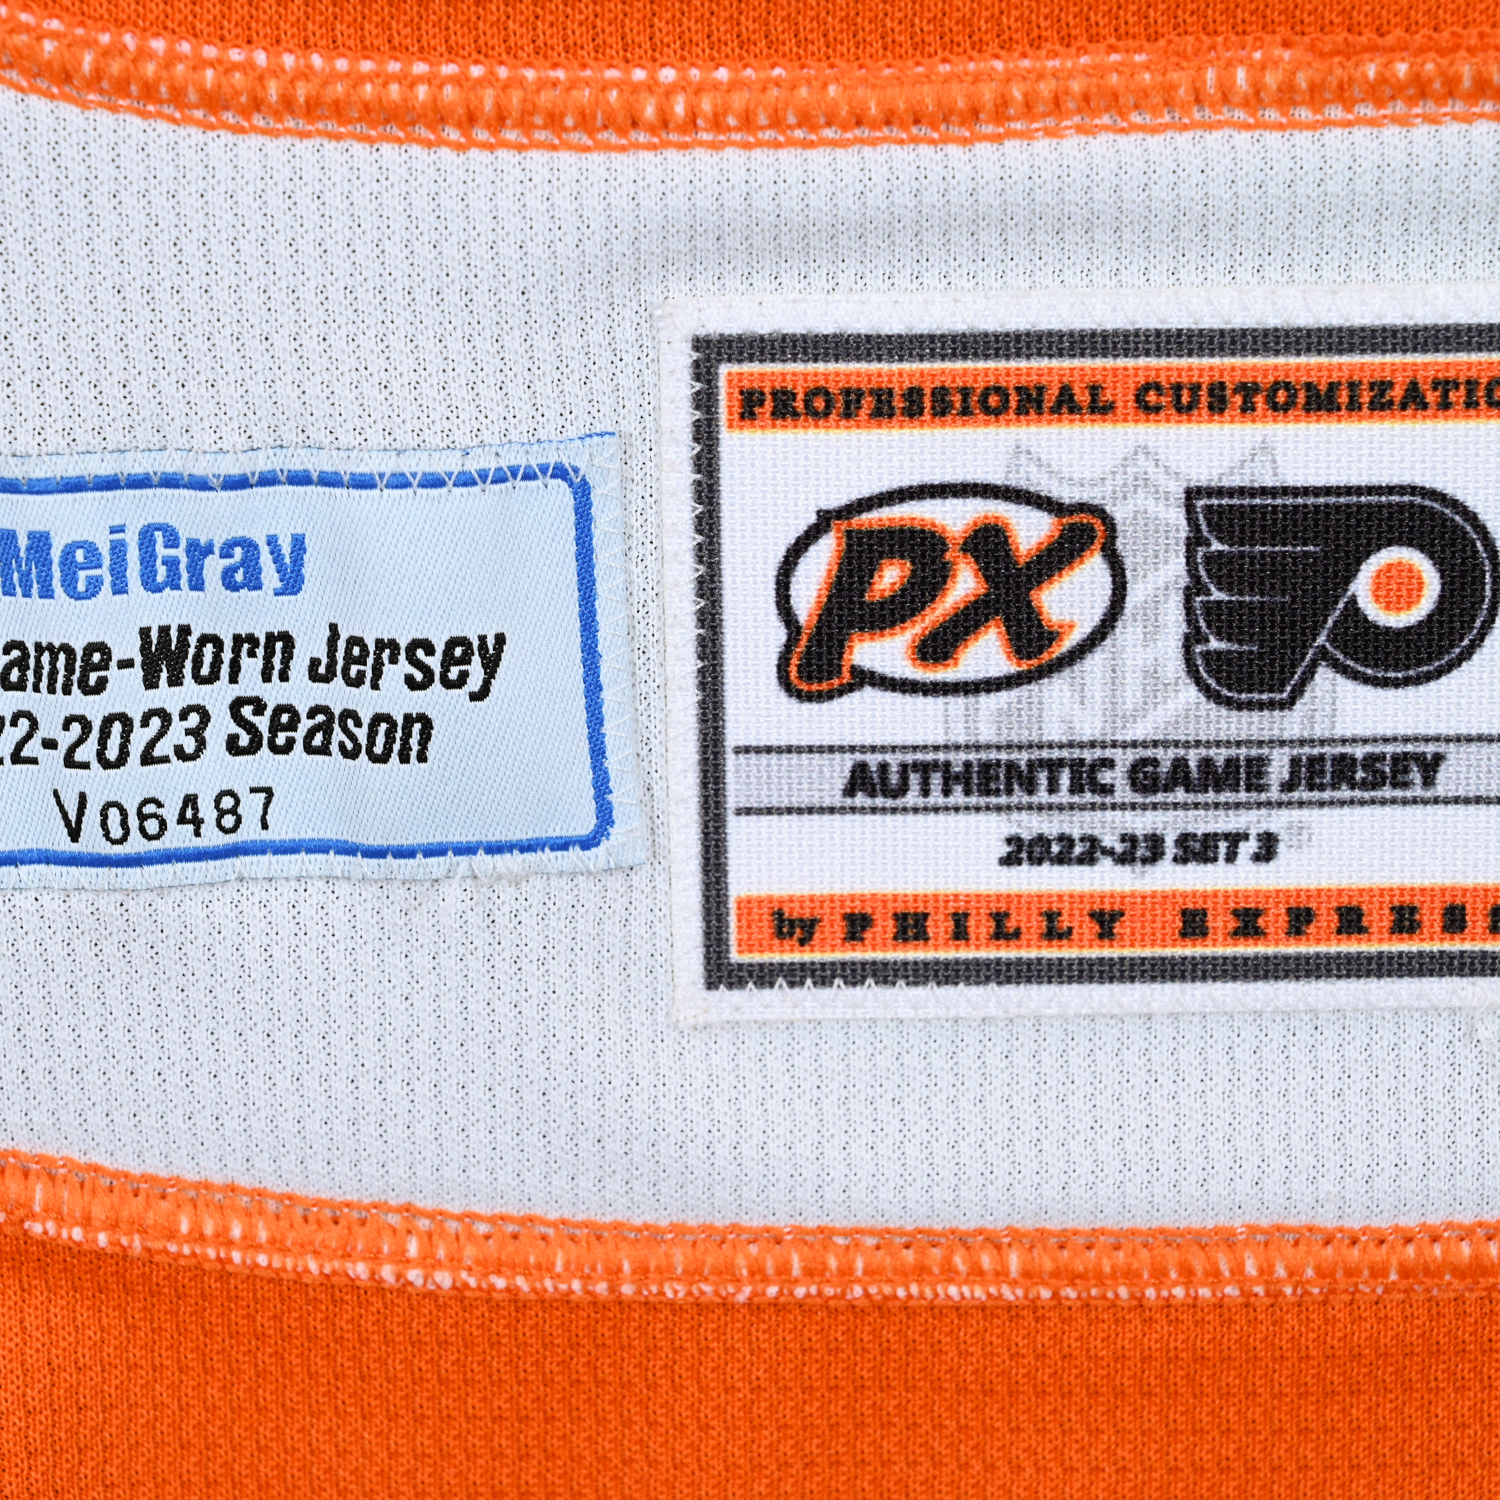 MeiGray
ame-Worn Jersey
22-2023 Season
V06487
PROFESSIONAL CUSTOMIZATIO
PX
P
AUTHENTIC GAME JERSEY
2022-23 SET 3
by PHILLY EXPRESS